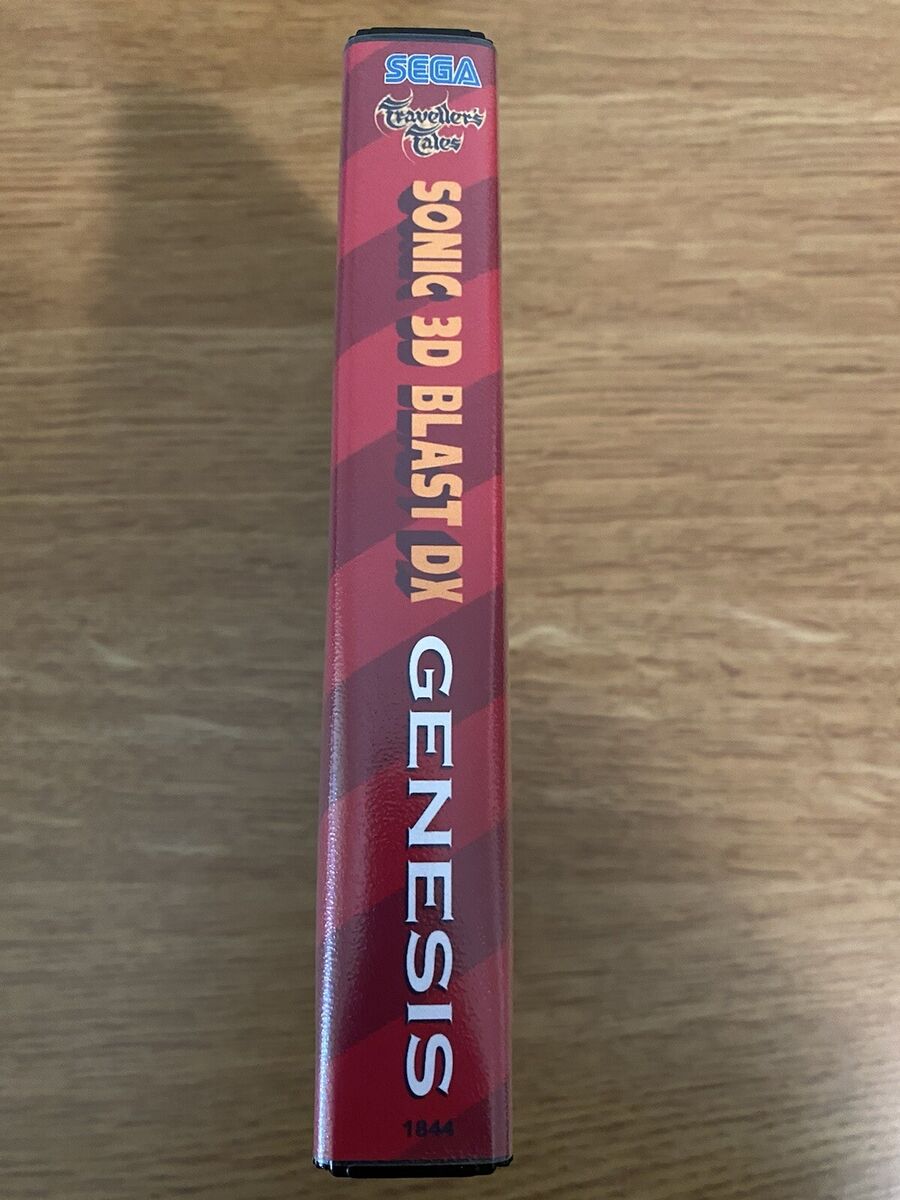 SEGA
Traveller's
Tales
SONIC 3D BLAST DX
GENESIS
1844